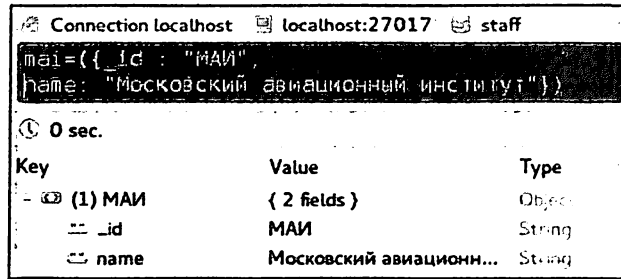 Connection localhost localhost:27017 staff
mai=({_id : "МАИ",
name: "Московский авиационный институт"})
0 sec.
Key Value Type
(1) МАИ { 2 fields } Object
_id МАИ String
name Московский авиационн... String